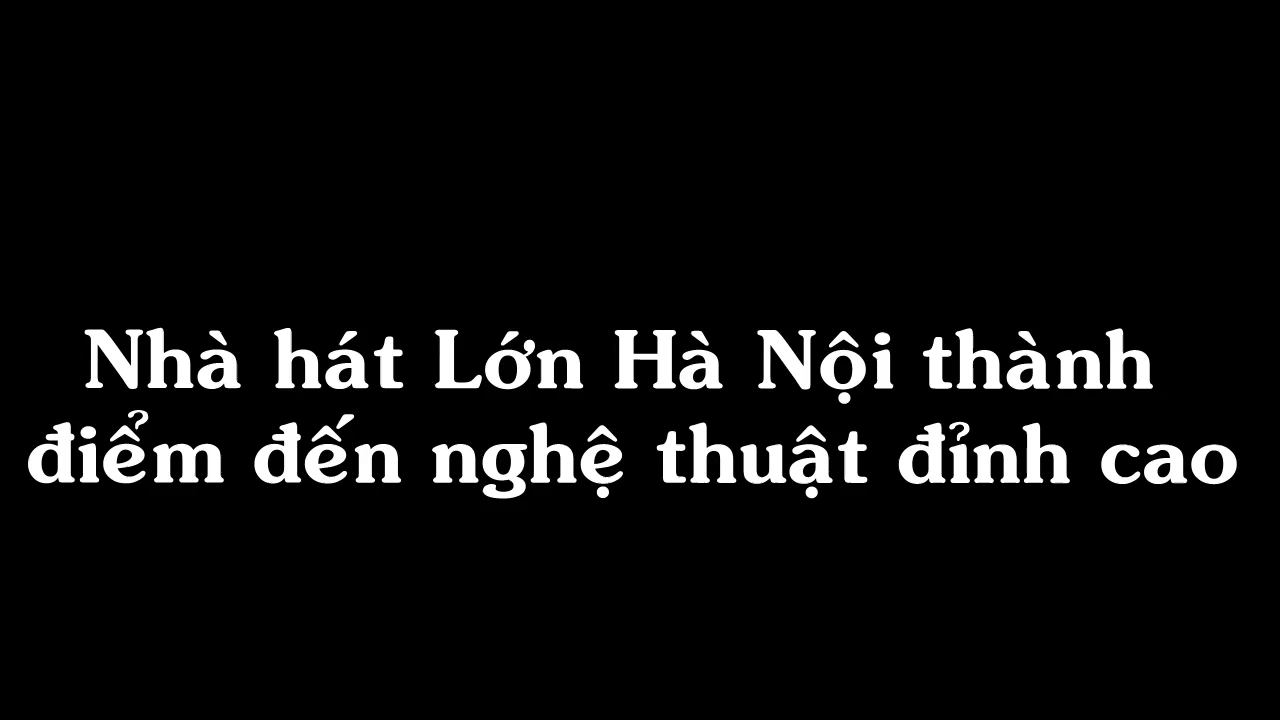 Nhà hát Lớn Hà Nội thành
điểm đến nghệ thuật đỉnh cao